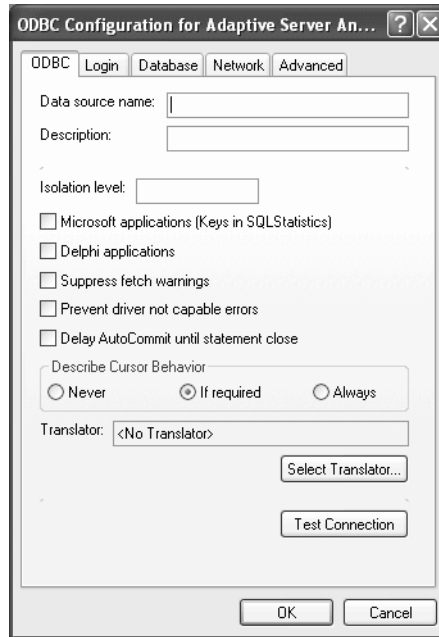 ODBC Configuration for Adaptive Server An...
ODBC Login Database Network Advanced
Data source name:
Description:
Isolation level:
Microsoft applications (Keys in SQLStatistics)
Delphi applications
Suppress fetch warnings
Prevent driver not capable errors
Delay AutoCommit until statement close
Describe Cursor Behavior
Never If required Always
Translator: <No Translator>
Select Translator...
Test Connection
OK Cancel